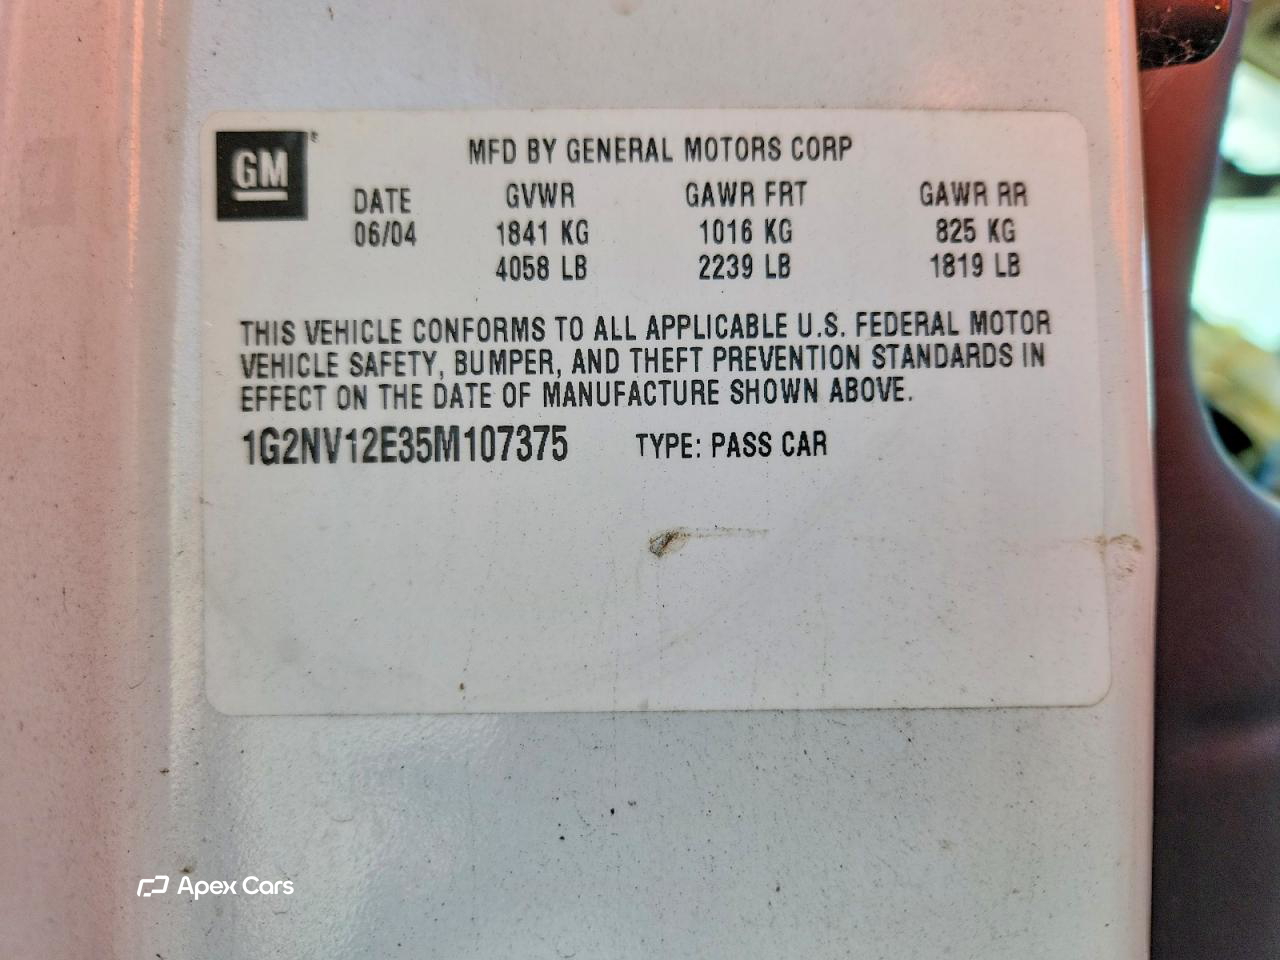 GM®
MFD BY GENERAL MOTORS CORP
DATE GVWR GAWR FRT GAWR RR
06/04 1841 KG 1016 KG 825 KG
4058 LB 2239 LB 1819 LB
THIS VEHICLE CONFORMS TO ALL APPLICABLE U.S. FEDERAL MOTOR
VEHICLE SAFETY, BUMPER, AND THEFT PREVENTION STANDARDS IN
EFFECT ON THE DATE OF MANUFACTURE SHOWN ABOVE.
1G2NV12E35M107375 TYPE: PASS CAR
Apex Cars